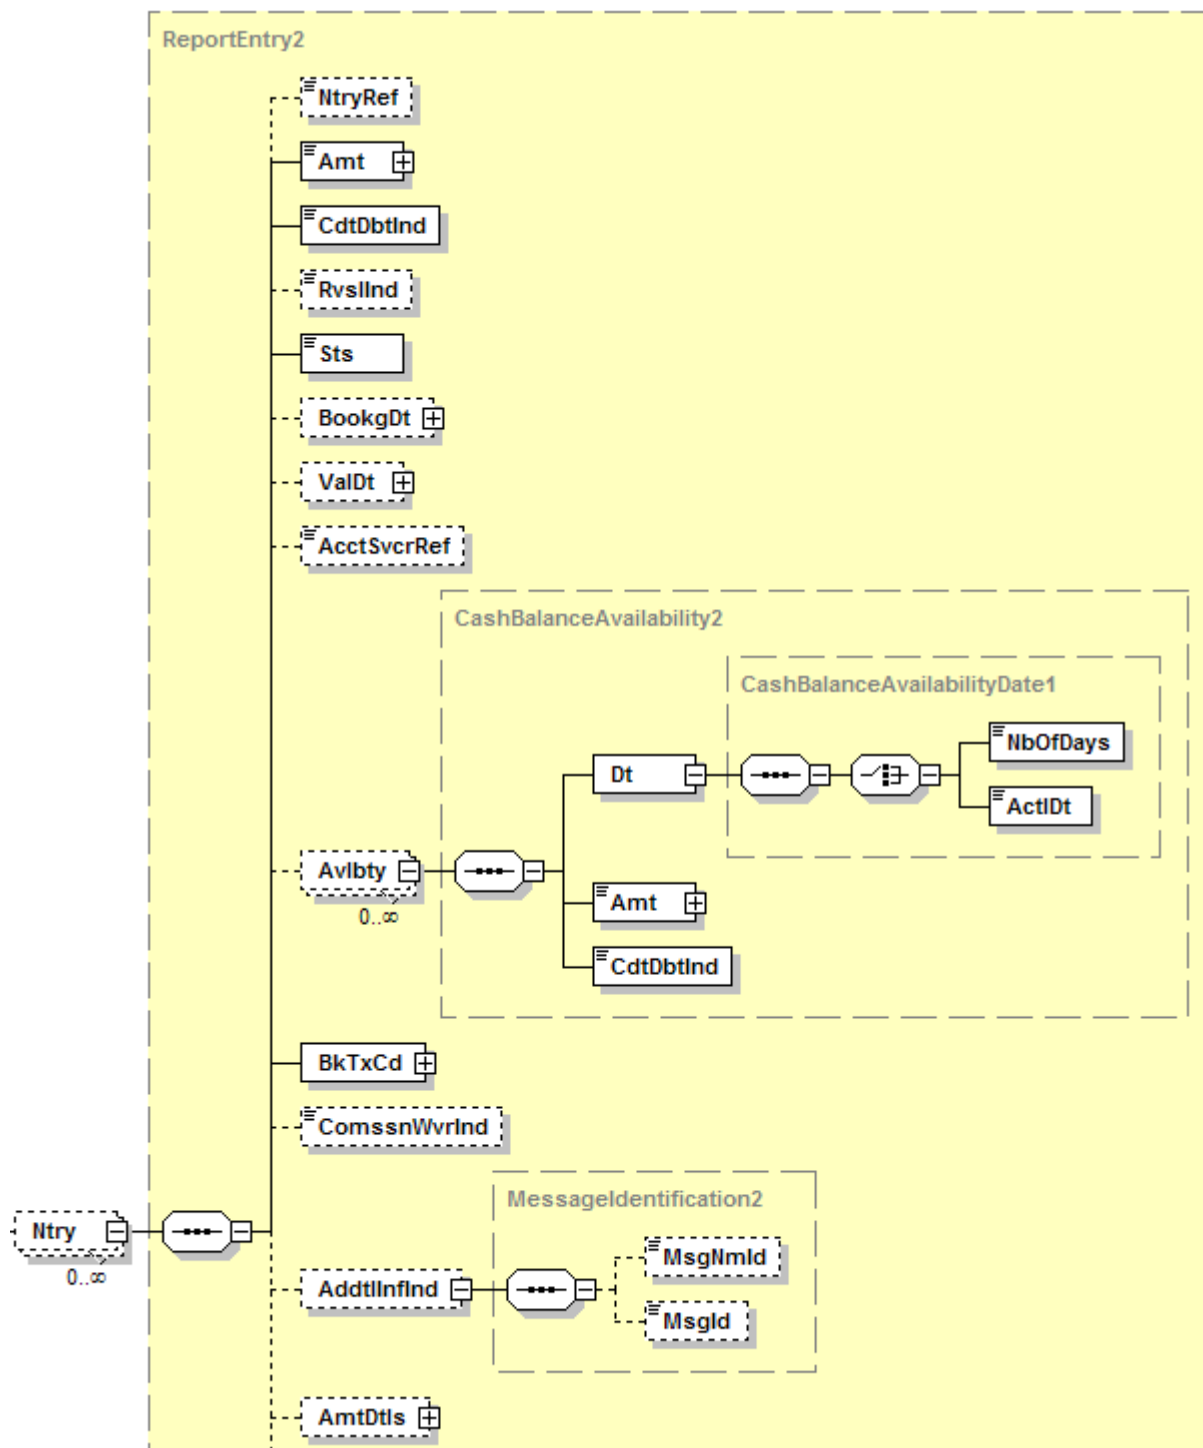 ReportEntry2
NtryRef
Amt
CdtDbtInd
RvslInd
Sts
BookgDt
ValDt
AcctSvcrRef
CashBalanceAvailability2
CashBalanceAvailabilityDate1
NbOfDays
Dt
ActlDt
Avlbty
0..∞
Amt
CdtDbtInd
BkTxCd
ComssnWvrInd
MessageIdentification2
Ntry
0..∞
MsgNmId
AddtlInfInd
MsgId
AmtDtls